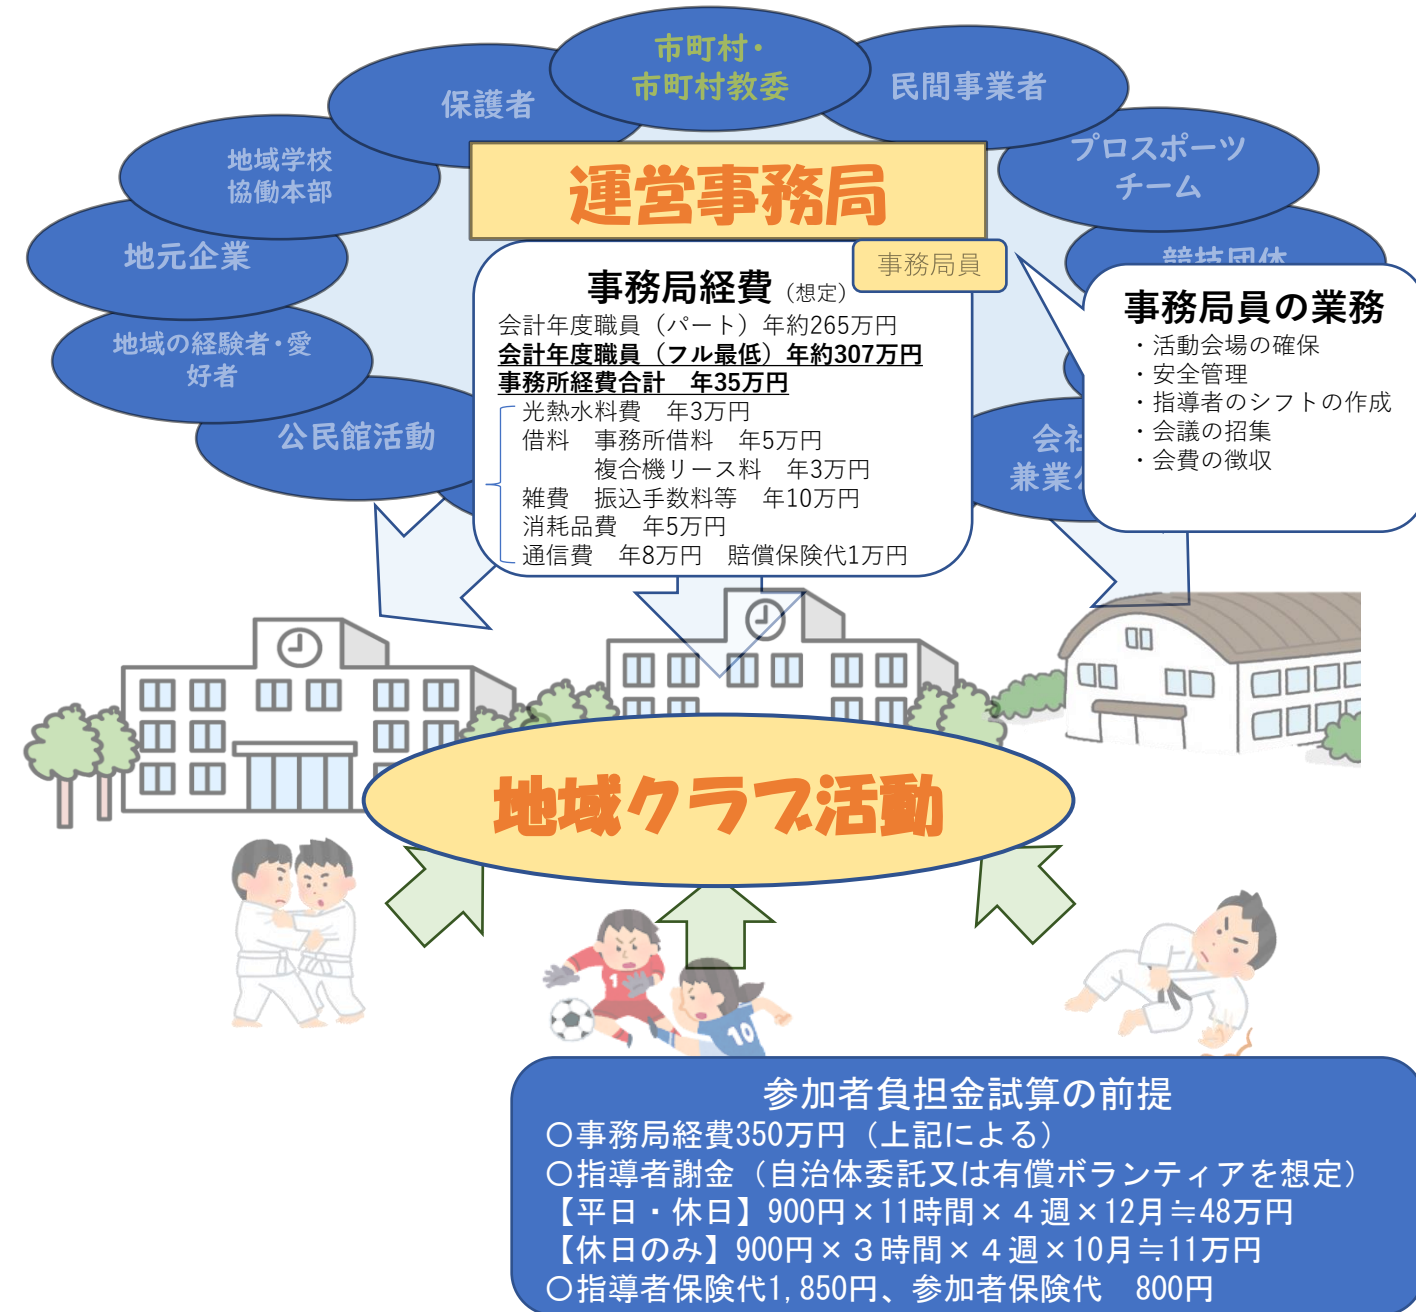 市町村・
市町村教委
保護者
民間事業者
地域学校
協働本部
プロスポーツ
チーム
地元企業
競技団体
地域の経験者・愛
好者
公民館活動
会社
兼業
運営事務局
事務局員
事務局経費（想定）
会計年度職員（パート）年約265万円
会計年度職員（フル最低）年約307万円
事務所経費合計　年35万円
光熱水料費　年3万円
借料　事務所借料　年5万円
複合機リース料　年3万円
雑費　振込手数料等　年10万円
消耗品費　年5万円
通信費　年8万円　賠償保険代1万円
事務局員の業務
・活動会場の確保
・安全管理
・指導者のシフトの作成
・会議の招集
・会費の徴収
地域クラブ活動
1
10
参加者負担金試算の前提
〇事務局経費350万円（上記による）
〇指導者謝金（自治体委託又は有償ボランティアを想定）
【平日・休日】900円×11時間×４週×12月≒48万円
【休日のみ】900円×３時間×４週×10月≒11万円
〇指導者保険代1,850円、参加者保険代　800円